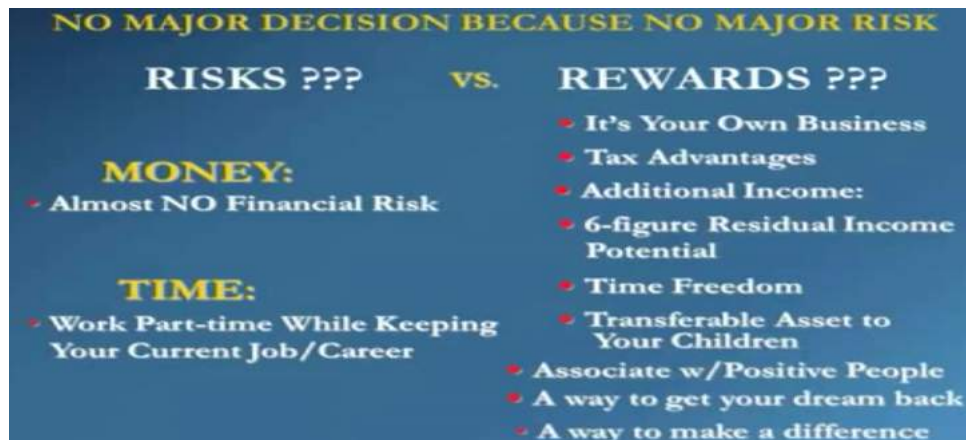 NO MAJOR DECISION BECAUSE NO MAJOR RISK
RISKS ??? vs. REWARDS ???
MONEY:
• Almost NO Financial Risk
TIME:
• Work Part-time While Keeping
Your Current Job/Career
• It's Your Own Business
• Tax Advantages
• Additional Income:
• 6-figure Residual Income
Potential
• Time Freedom
• Transferable Asset to
Your Children
• Associate w/Positive People
• A way to get your dream back
• A way to make a difference